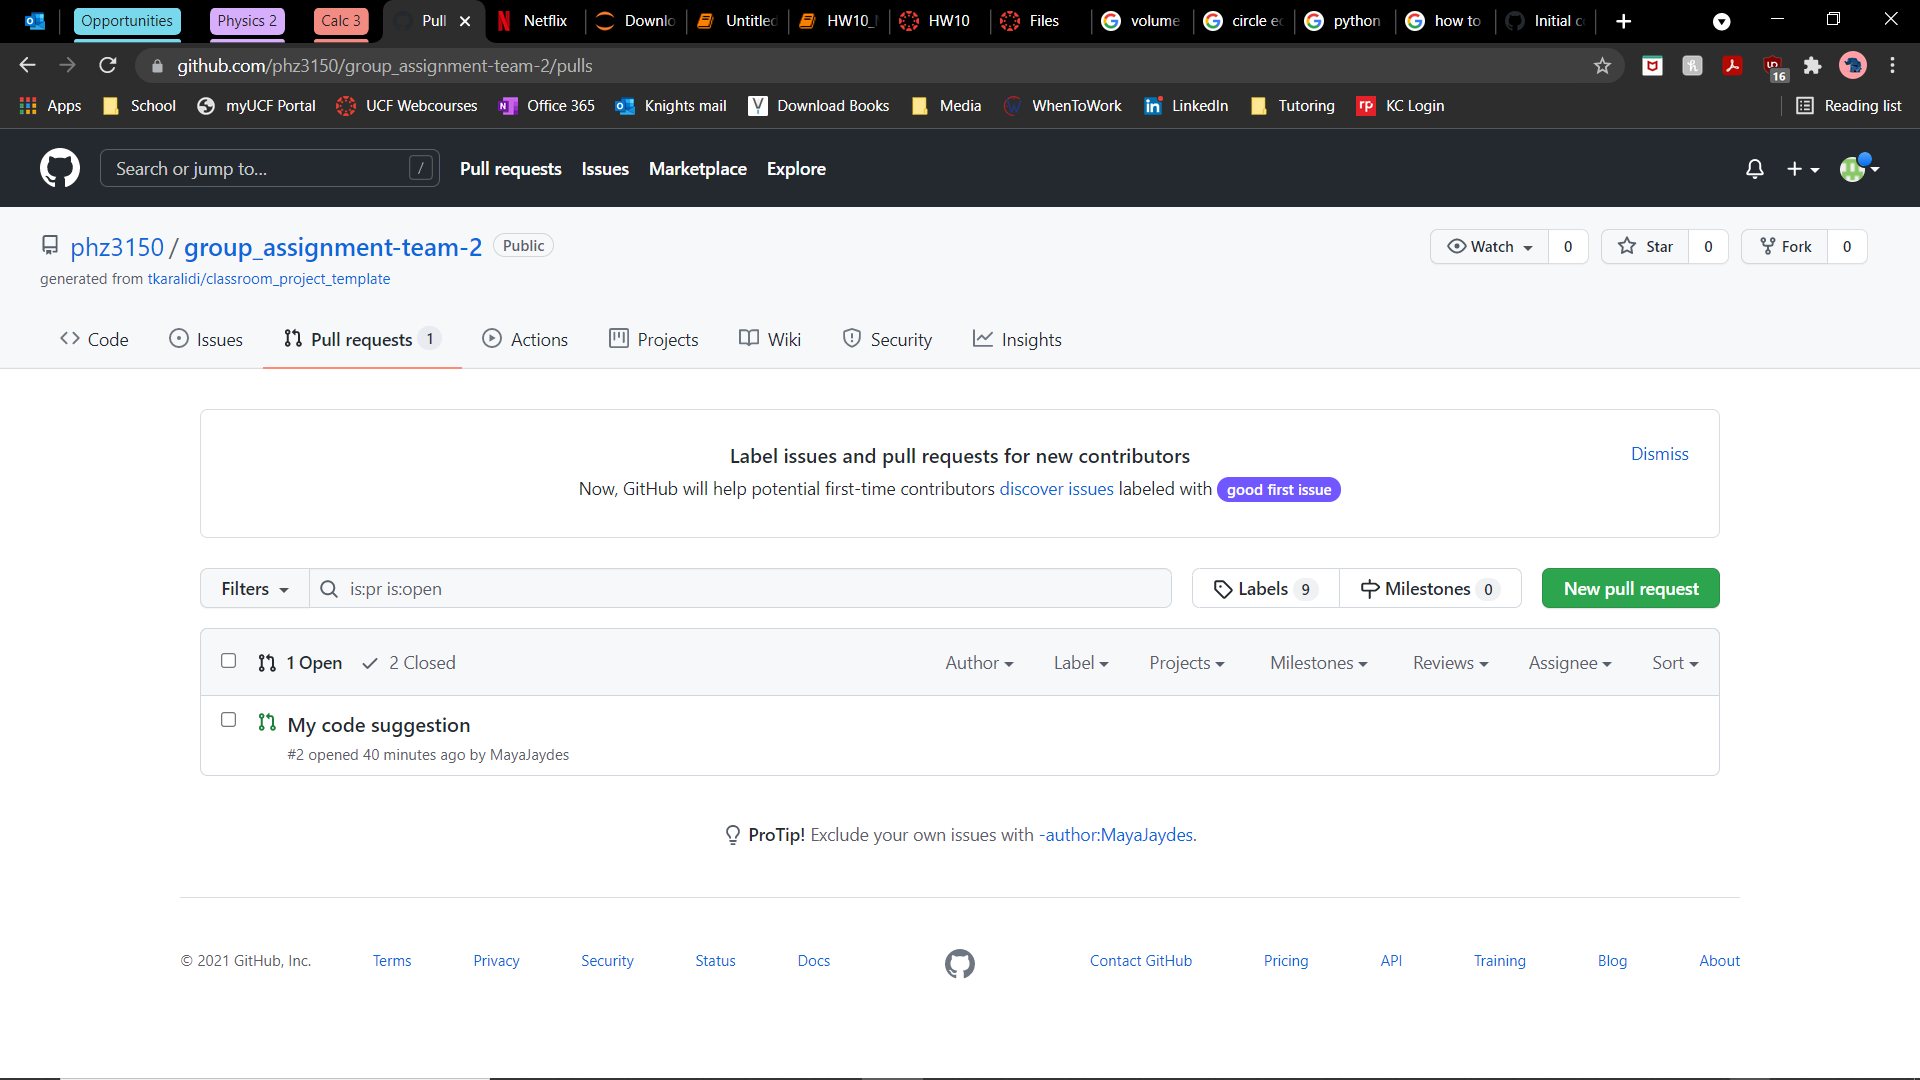 Opportunities Physics 2 Calc 3 Pull Netflix Downlo Untitled HW10_ HW10 Files volume circle e python how to Initial c
github.com/phz3150/group_assignment-team-2/pulls
16
Apps School myUCF Portal UCF Webcourses Office 365 Knights mail Download Books Media WhenToWork LinkedIn Tutoring KC Login Reading list
Search or jump to... / Pull requests Issues Marketplace Explore
phz3150 / group_assignment-team-2 Public Watch 0 Star 0 Fork 0
generated from tkaralidi/classroom_project_template
Code Issues Pull requests 1 Actions Projects Wiki Security Insights
Label issues and pull requests for new contributors Dismiss
Now, GitHub will help potential first-time contributors discover issues labeled with good first issue
Filters is:pr is:open Labels 9 Milestones 0 New pull request
1 Open 2 Closed Author Label Projects Milestones Reviews Assignee Sort
My code suggestion
#2 opened 40 minutes ago by MayaJaydes
ProTip! Exclude your own issues with -author:MayaJaydes.
© 2021 GitHub, Inc. Terms Privacy Security Status Docs Contact GitHub Pricing API Training Blog About